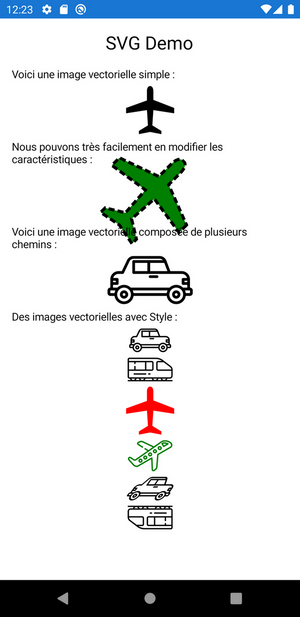 12:23
SVG Demo
Voici une image vectorielle simple :
Nous pouvons très facilement en modifier les
caractéristiques :
Voici une image vectorielle composée de plusieurs
chemins :
Des images vectorielles avec Style :